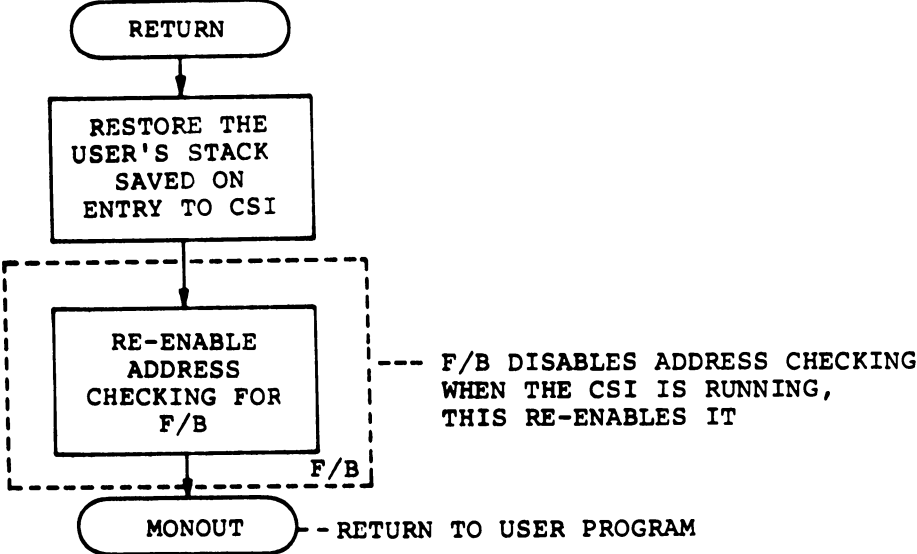 RETURN
RESTORE THE
USER'S STACK
SAVED ON
ENTRY TO CSI
RE-ENABLE
ADDRESS
CHECKING FOR
F/B
--- F/B DISABLES ADDRESS CHECKING
WHEN THE CSI IS RUNNING,
THIS RE-ENABLES IT
F/B
MONOUT
--RETURN TO USER PROGRAM